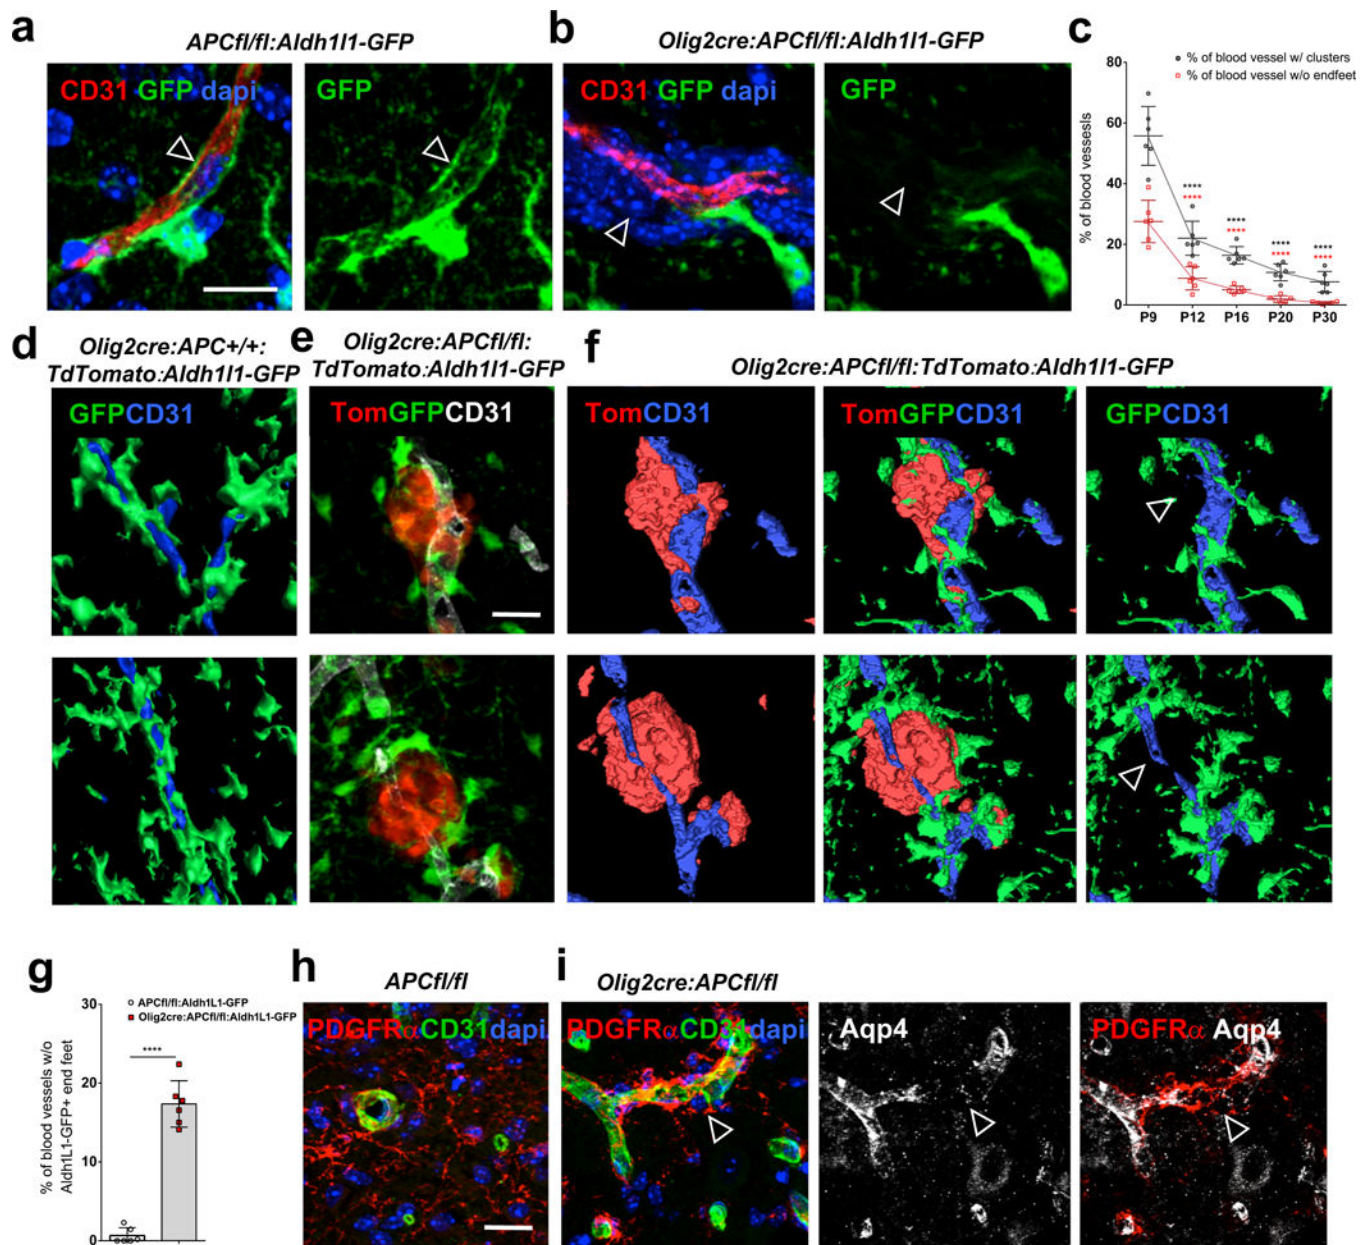 a
APCfl/fl:Aldh1l1-GFP
CD31 GFP dapi
GFP
b
Olig2cre:APCfl/fl:Aldh1l1-GFP
CD31 GFP dapi
GFP
c
% of blood vessel w/ clusters
% of blood vessel w/o endfeet
% of blood vessesls
80
60
40
20
0
****
****
****
****
****
****
****
****
P9 P12 P16 P20 P30
d
Olig2cre:APC+/+:
TdTomato:Aldh1l1-GFP
GFPCD31
e
Olig2cre:APCfl/fl:
TdTomato:Aldh1l1-GFP
TomGFPCD31
f
Olig2cre:APCfl/fl:TdTomato:Aldh1l1-GFP
TomCD31
TomGFPCD31
GFPCD31
g
APCfl/fl:Aldh1L1-GFP
Olig2cre:APCfl/fl:Aldh1L1-GFP
% of blood vessels w/o
Aldh1L1-GFP+ end feet
30
20
10
0
****
h
APCfl/fl
PDGFRαCD31dapi
i
Olig2cre:APCfl/fl
PDGFRαCD31dapi
Aqp4
PDGFRα Aqp4